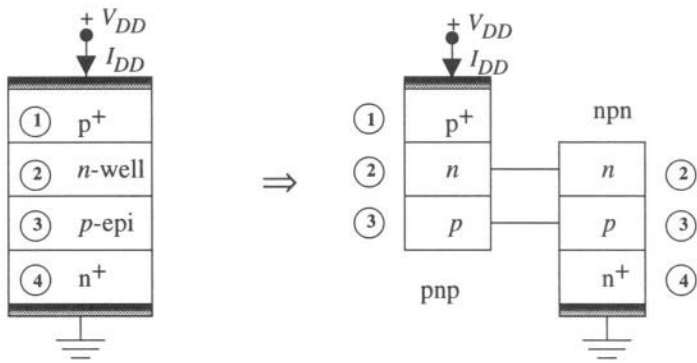 + V_DD
I_DD
① p⁺
② n-well
③ p-epi
④ n⁺
⇒
+ V_DD
I_DD
① p⁺
② n
③ p
pnp
npn
n ②
p ③
n⁺ ④